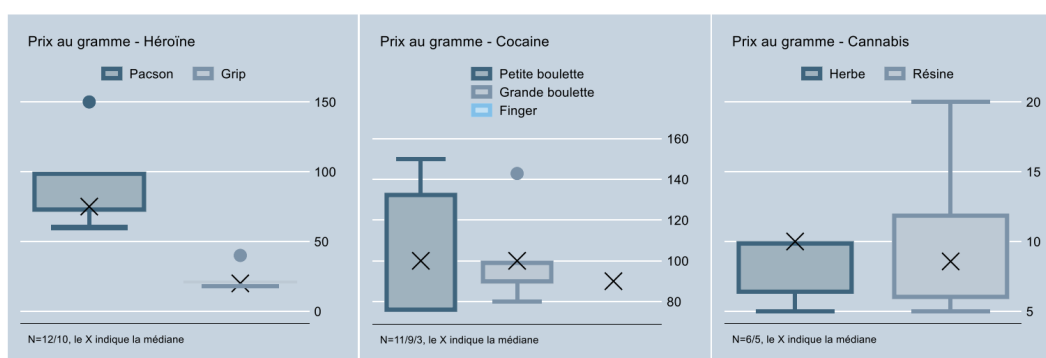 Prix au gramme - Héroïne
Pacson Grip
150
100
50
0
N=12/10, le X indique la médiane
Prix au gramme - Cocaine
Petite boulette
Grande boulette
Finger
160
140
120
100
80
N=11/9/3, le X indique la médiane
Prix au gramme - Cannabis
Herbe Résine
20
15
10
5
N=6/5, le X indique la médiane